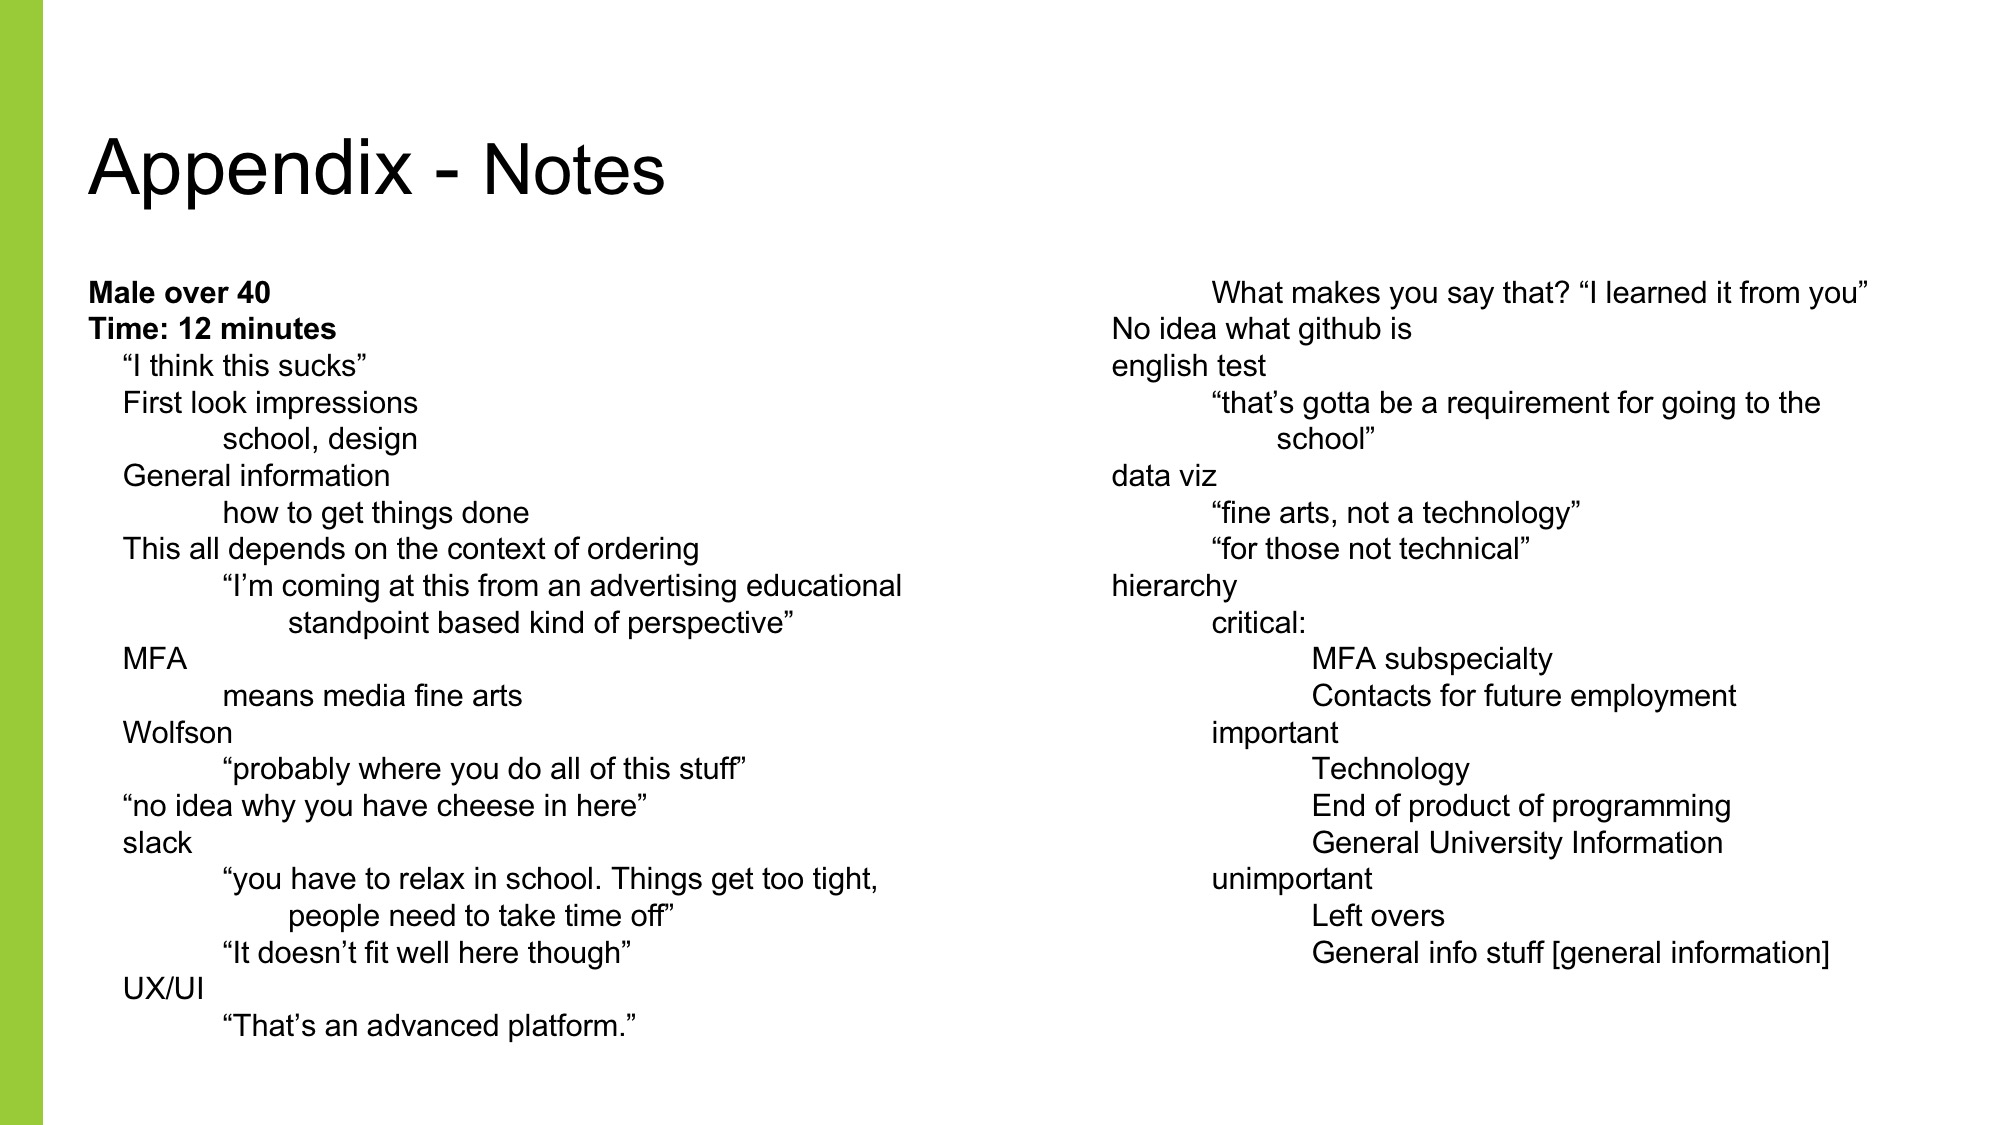 Appendix - Notes
Male over 40
Time: 12 minutes
“I think this sucks”
First look impressions
school, design
General information
how to get things done
This all depends on the context of ordering
“I’m coming at this from an advertising educational
standpoint based kind of perspective”
MFA
means media fine arts
Wolfson
“probably where you do all of this stuff”
“no idea why you have cheese in here”
slack
“you have to relax in school. Things get too tight,
people need to take time off”
“It doesn’t fit well here though”
UX/UI
“That’s an advanced platform.”
What makes you say that? “I learned it from you”
No idea what github is
english test
“that’s gotta be a requirement for going to the
school”
data viz
“fine arts, not a technology”
“for those not technical”
hierarchy
critical:
MFA subspecialty
Contacts for future employment
important
Technology
End of product of programming
General University Information
unimportant
Left overs
General info stuff [general information]